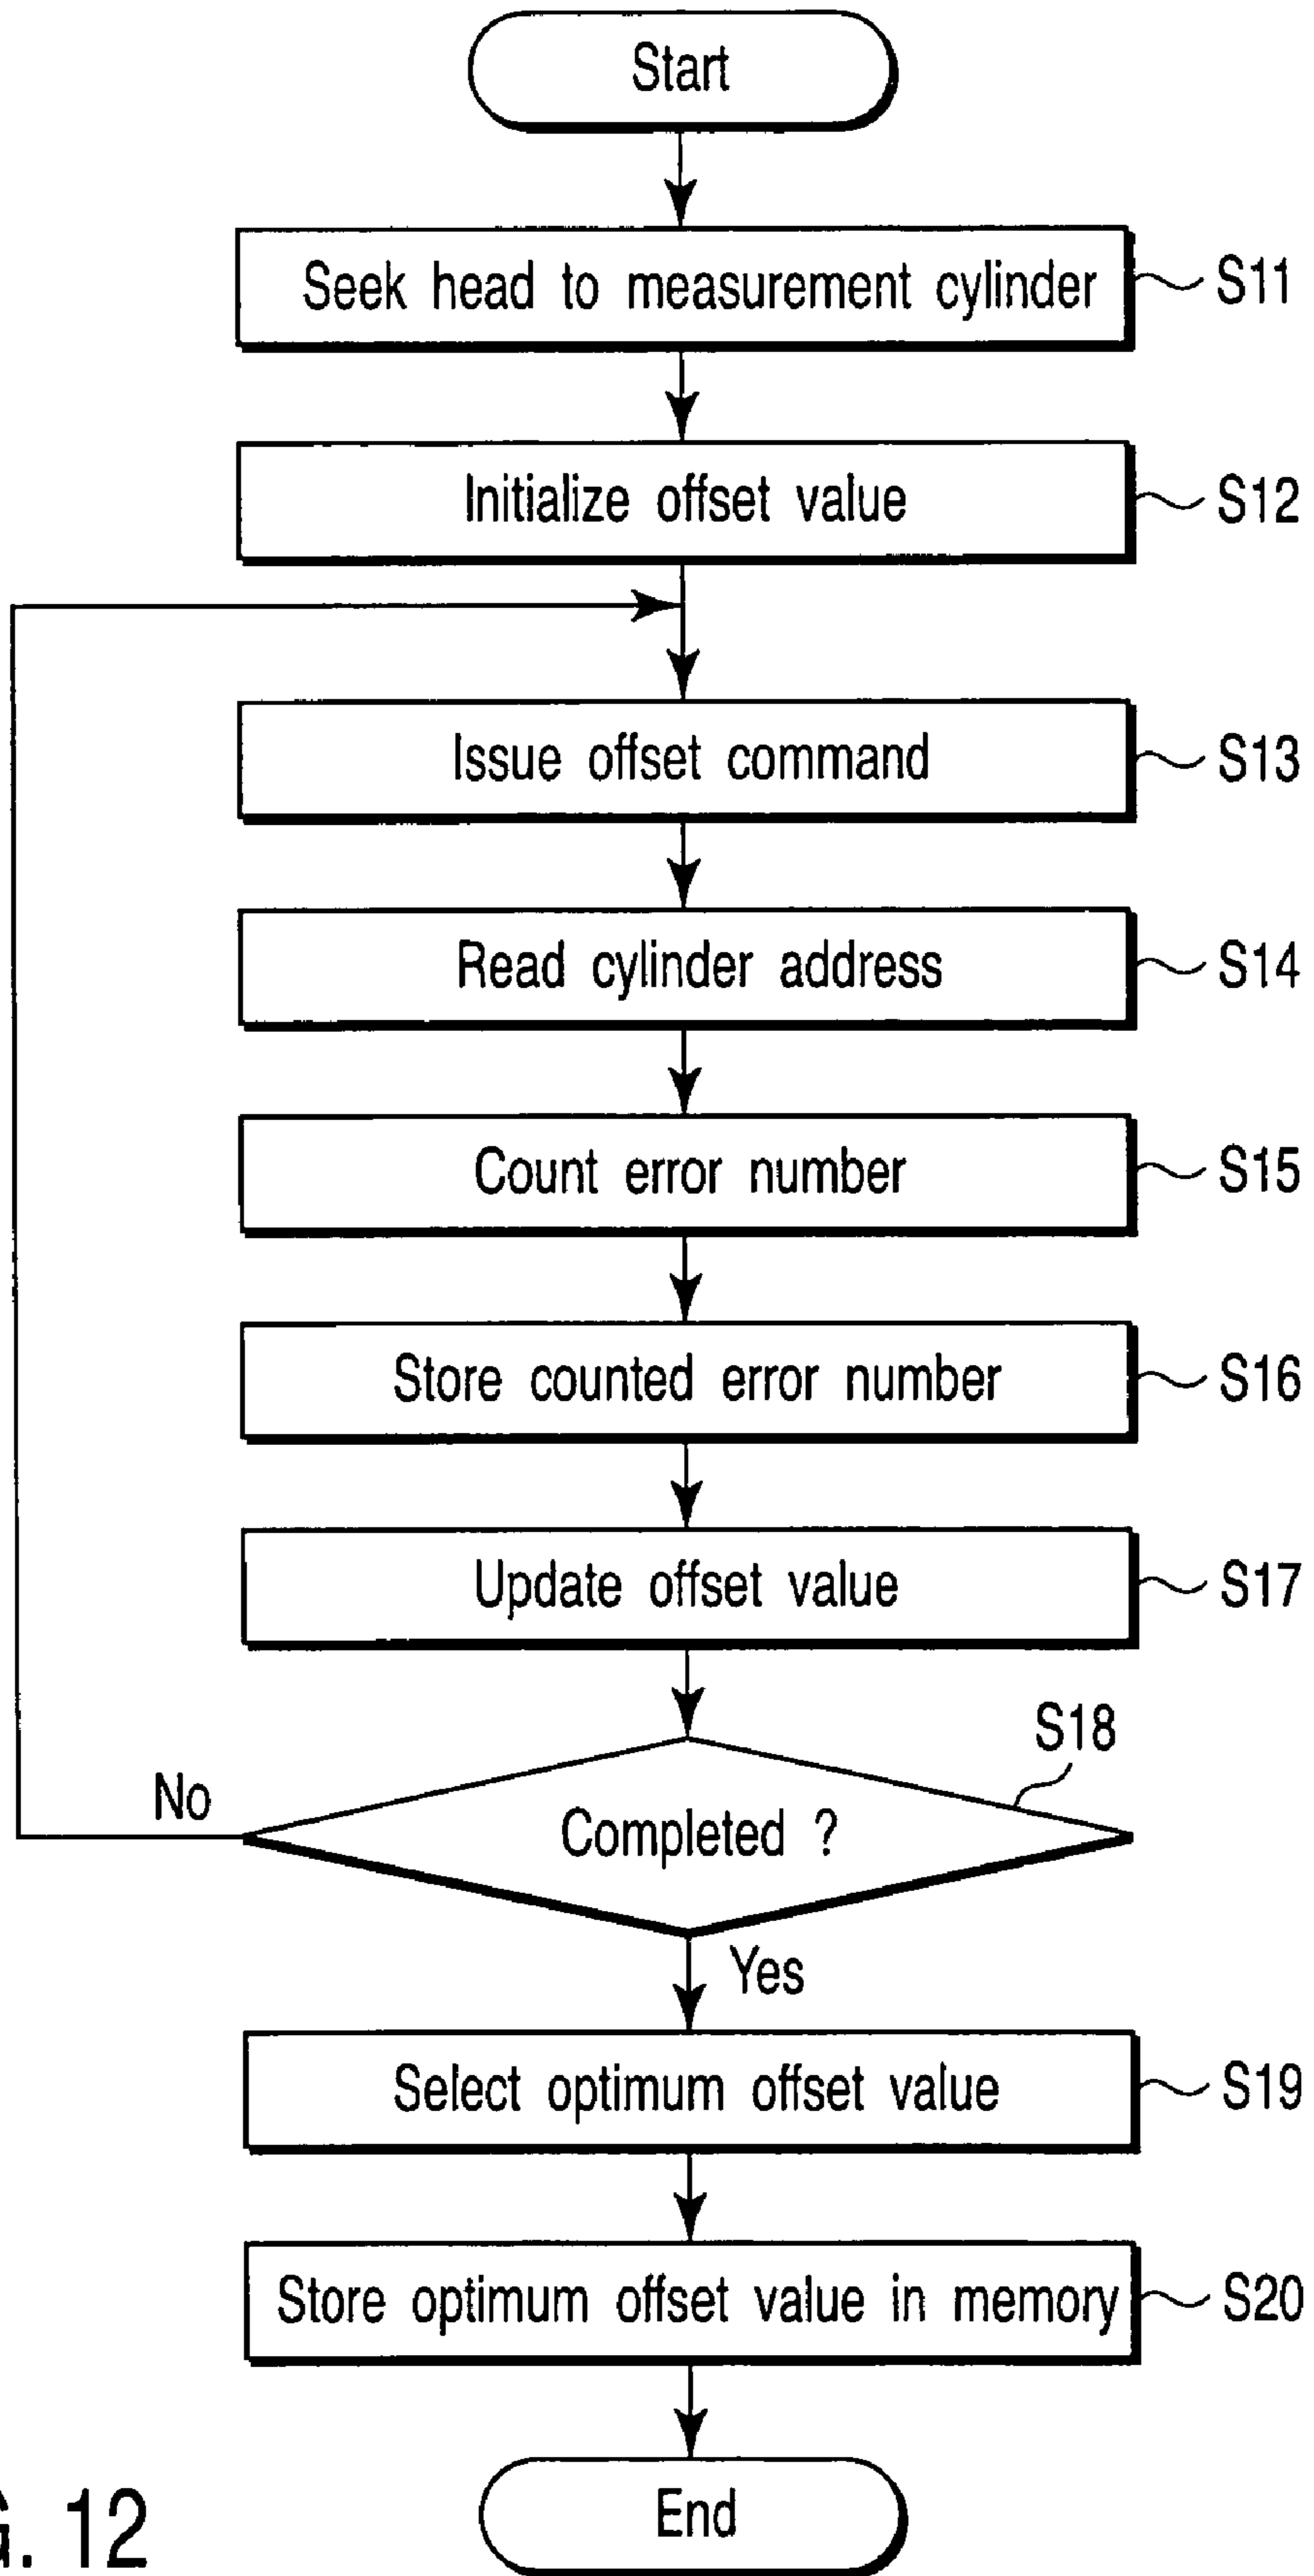 Start
Seek head to measurement cylinder S11
Initialize offset value S12
Issue offset command S13
Read cylinder address S14
Count error number S15
Store counted error number S16
Update offset value S17
S18
No
Completed ?
Yes
Select optimum offset value S19
Store optimum offset value in memory S20
End
G. 12